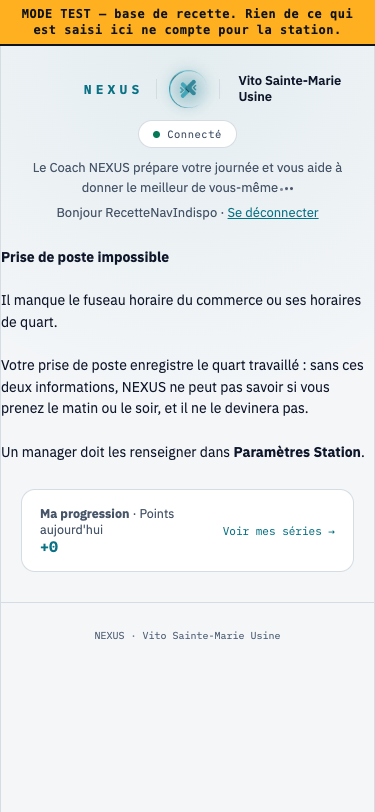 MODE TEST — base de recette. Rien de ce qui
est saisi ici ne compte pour la station.
NEXUS
Vito Sainte-Marie
Usine
Connecté
Le Coach NEXUS prépare votre journée et vous aide à
donner le meilleur de vous-même•••
Bonjour RecetteNavIndispo · Se déconnecter
Prise de poste impossible
Il manque le fuseau horaire du commerce ou ses horaires
de quart.
Votre prise de poste enregistre le quart travaillé : sans ces
deux informations, NEXUS ne peut pas savoir si vous
prenez le matin ou le soir, et il ne le devinera pas.
Un manager doit les renseigner dans Paramètres Station.
Ma progression · Points
aujourd'hui
+0
Voir mes séries →
NEXUS · Vito Sainte-Marie Usine